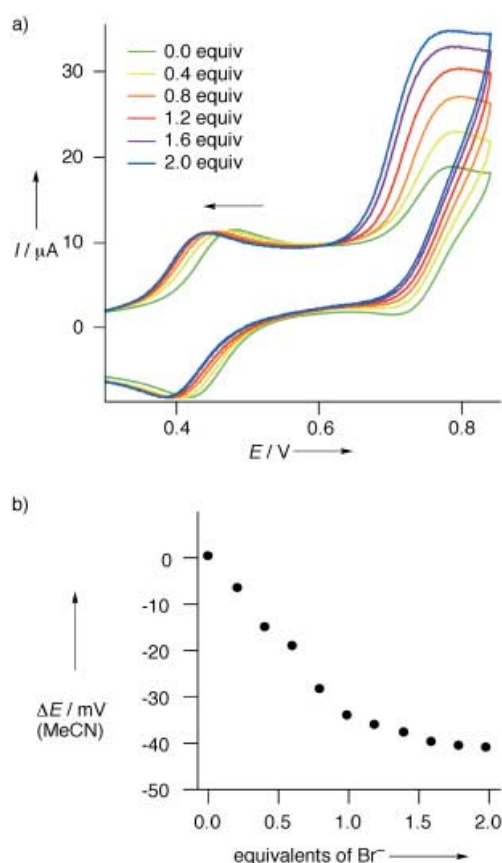 a)
0.0 equiv
0.4 equiv
0.8 equiv
1.2 equiv
1.6 equiv
2.0 equiv
30
20
I / μA
10
0
0.4
0.6
0.8
E / V
b)
0
-10
-20
ΔE / mV
(MeCN)
-30
-40
-50
0.0
0.5
1.0
1.5
2.0
equivalents of Br⁻